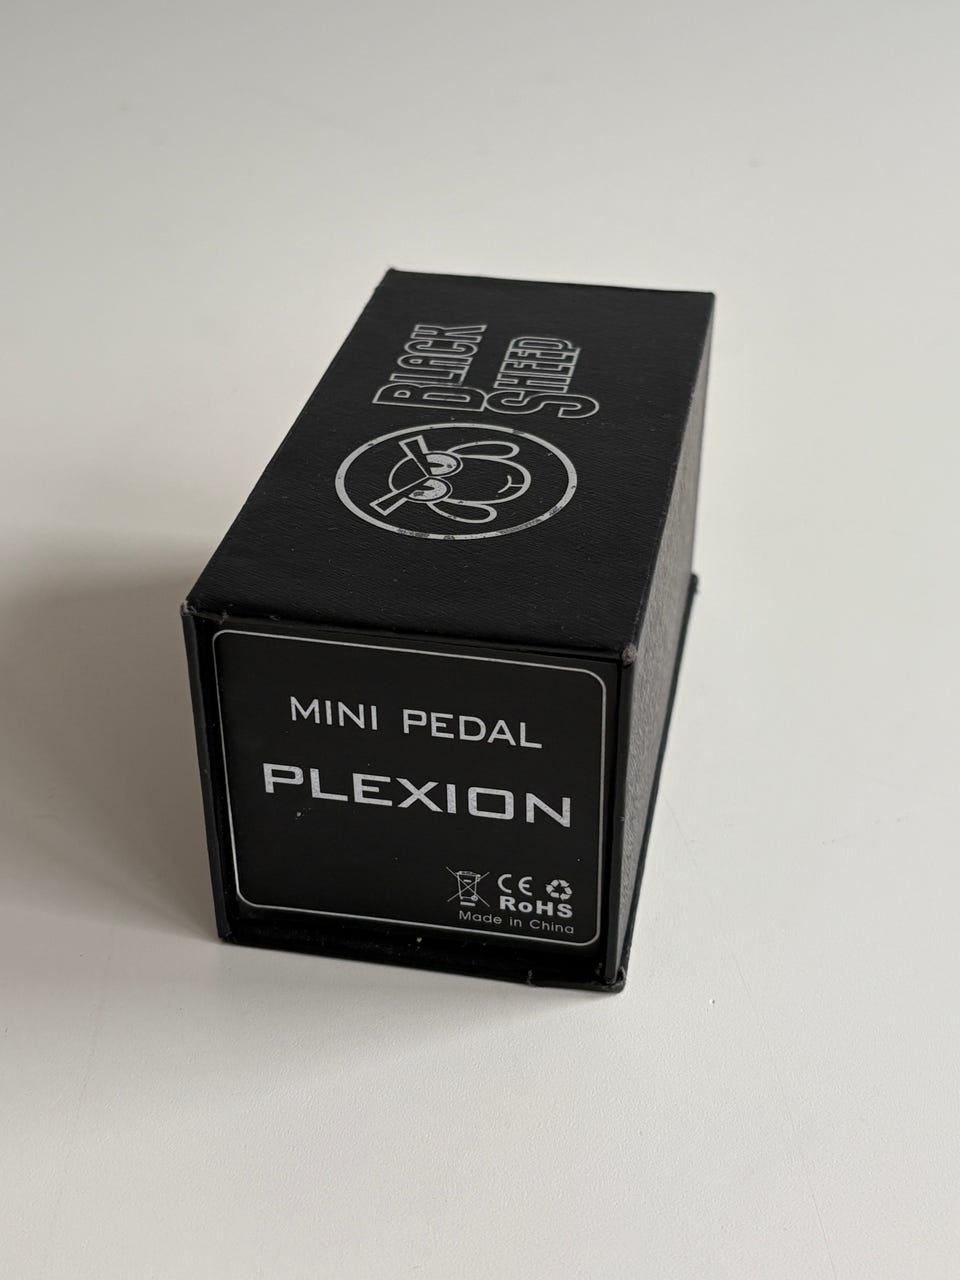 BLACK
SHEEP
MINI PEDAL
PLEXION
CE
RoHS
Made in China